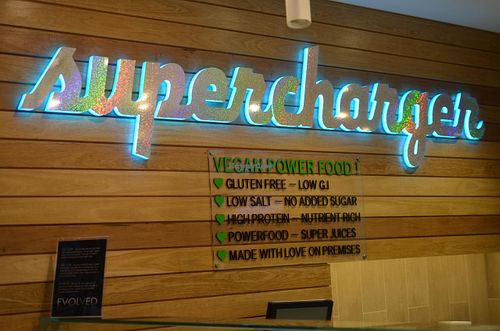 supercharger
VEGAN POWER FOOD!
GLUTEN FREE - LOW G.I
LOW SALT - NO ADDED SUGAR
HIGH PROTEIN - NUTRIENT RICH
POWERFOOD - SUPER JUICES
MADE WITH LOVE ON PREMISES
EVOLVED